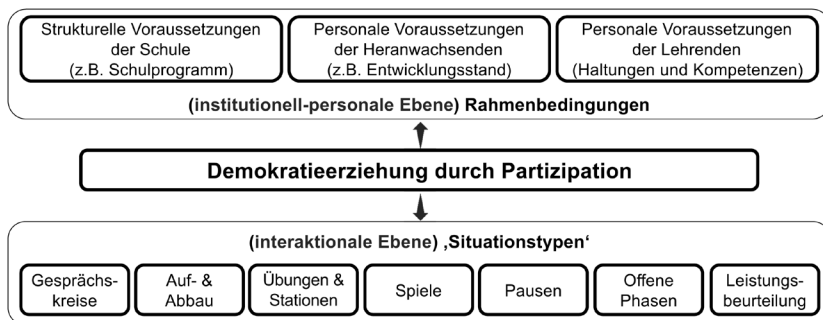 Strukturelle Voraussetzungen
der Schule
(z.B. Schulprogramm)
Personale Voraussetzungen
der Heranwachsenden
(z.B. Entwicklungsstand)
Personale Voraussetzungen
der Lehrenden
(Haltungen und Kompetenzen)
(institutionell-personale Ebene) Rahmenbedingungen
Demokratieerziehung durch Partizipation
(interaktionale Ebene) ‚Situationstypen‘
Gesprächs-
kreise
Auf- &
Abbau
Übungen &
Stationen
Spiele
Pausen
Offene
Phasen
Leistungs-
beurteilung